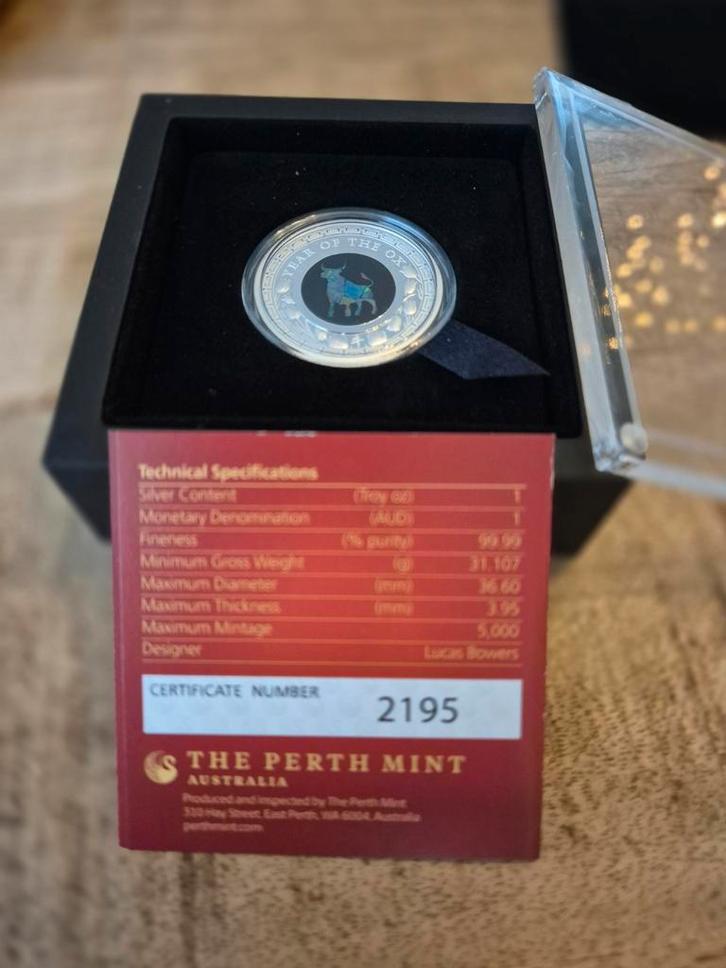 YEAR OF THE OX
牛
Technical Specifications
Silver Content (Troy oz) 1
Monetary Denomination (AUD) 1
Fineness (% purity) 99.99
Minimum Gross Weight (g) 31.107
Maximum Diameter (mm) 36.60
Maximum Thickness (mm) 3.95
Maximum Mintage 5,000
Designer Lucas Bowers
CERTIFICATE NUMBER 2195
THE PERTH MINT
AUSTRALIA
Produced and inspected by The Perth Mint
310 Hay Street, East Perth, WA 6004, Australia
perthmint.com